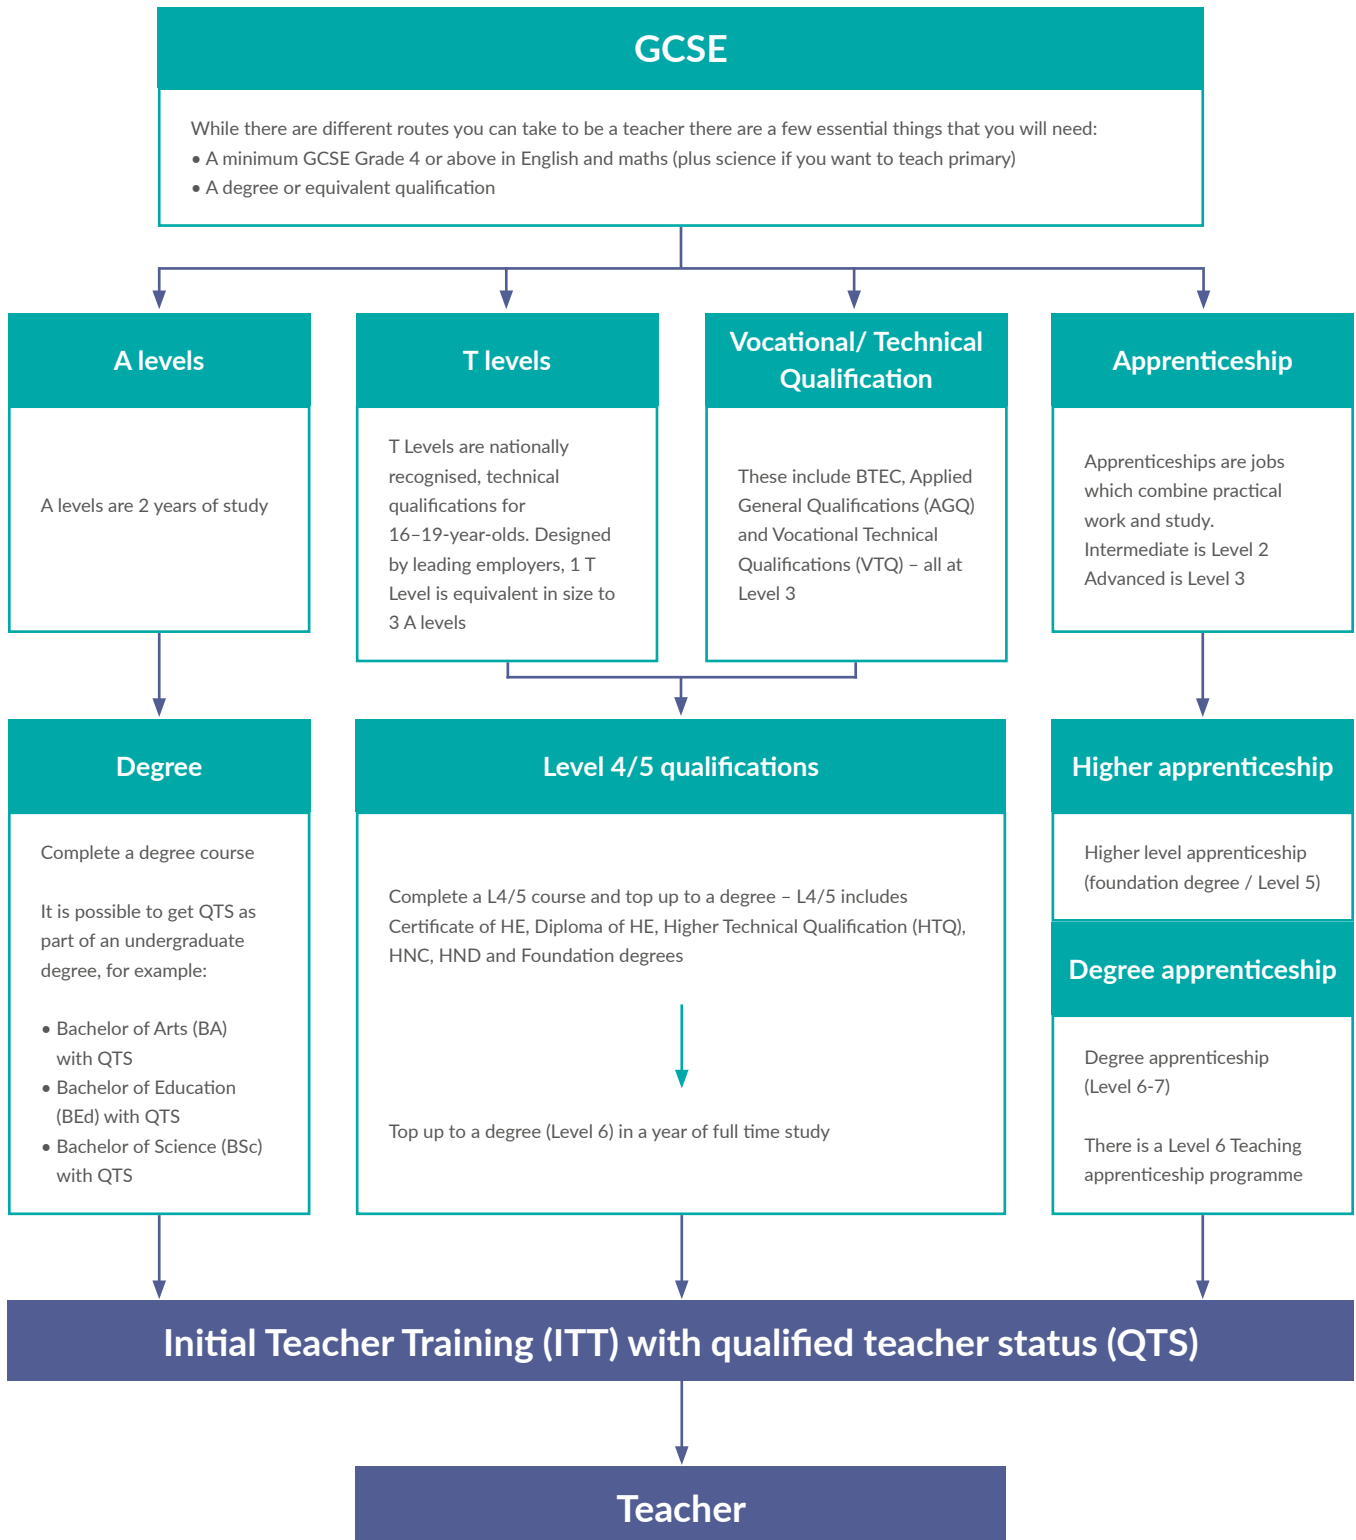 GCSE
While there are different routes you can take to be a teacher there are a few essential things that you will need:
• A minimum GCSE Grade 4 or above in English and maths (plus science if you want to teach primary)
• A degree or equivalent qualification
A levels
A levels are 2 years of study
T levels
T Levels are nationally
recognised, technical
qualifications for
16–19-year-olds. Designed
by leading employers, 1 T
Level is equivalent in size to
3 A levels
Vocational/ Technical
Qualification
These include BTEC, Applied
General Qualifications (AGQ)
and Vocational Technical
Qualifications (VTQ) – all at
Level 3
Apprenticeship
Apprenticeships are jobs
which combine practical
work and study.
Intermediate is Level 2
Advanced is Level 3
Degree
Complete a degree course
It is possible to get QTS as
part of an undergraduate
degree, for example:
• Bachelor of Arts (BA)
with QTS
• Bachelor of Education
(BEd) with QTS
• Bachelor of Science (BSc)
with QTS
Level 4/5 qualifications
Complete a L4/5 course and top up to a degree – L4/5 includes
Certificate of HE, Diploma of HE, Higher Technical Qualification (HTQ),
HNC, HND and Foundation degrees
Top up to a degree (Level 6) in a year of full time study
Higher apprenticeship
Higher level apprenticeship
(foundation degree / Level 5)
Degree apprenticeship
Degree apprenticeship
(Level 6-7)
There is a Level 6 Teaching
apprenticeship programme
Initial Teacher Training (ITT) with qualified teacher status (QTS)
Teacher